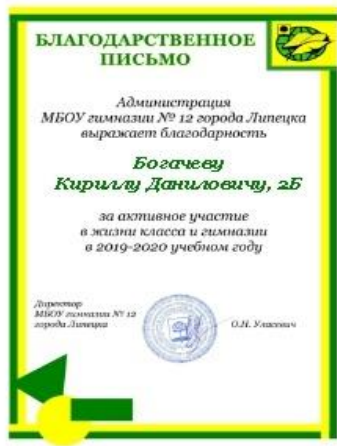 БЛАГОДАРСТВЕННОЕ
ПИСЬМО
Администрация
МБОУ гимназии № 12 города Липецка
выражает благодарность
Богачеву
Кириллу Даниловичу, 2Б
за активное участие
в жизни класса и гимназии
в 2019-2020 учебном году
Директор
МБОУ гимназии № 12
города Липецка
О.Н. Уласевич